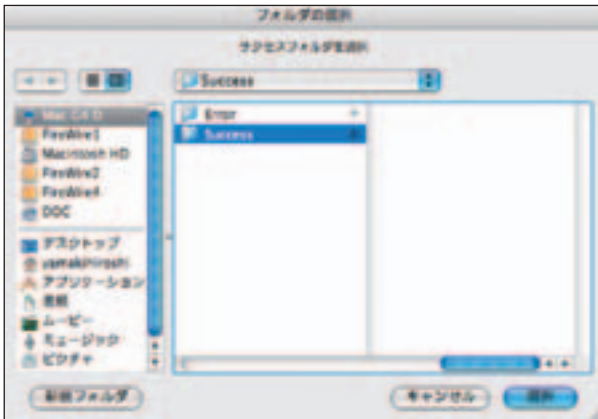 フォルダの選択
サクセスフォルダを選択
Success
Mac G4 D
FireWire1
Macintosh HD
FireWire2
FireWire4
DDC
デスクトップ
yamakihiroshi
アプリケーション
書類
ムービー
ミュージック
ピクチャ
Error
Success
新規フォルダ
キャンセル
選択